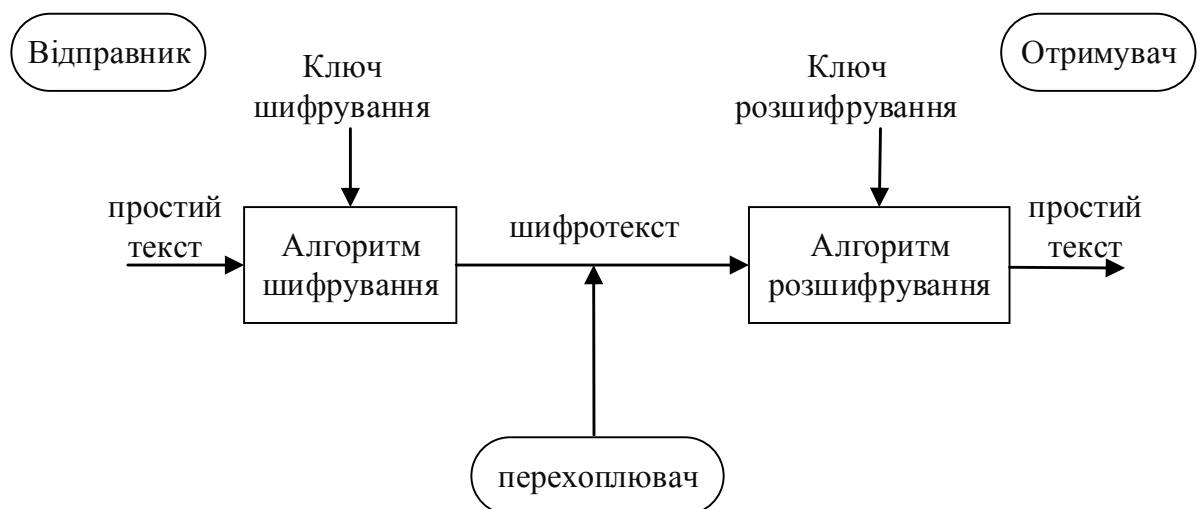 Відправник
Отримувач
Ключ
шифрування
Ключ
розшифрування
простий
текст
Алгоритм
шифрування
шифротекст
Алгоритм
розшифрування
простий
текст
перехоплювач